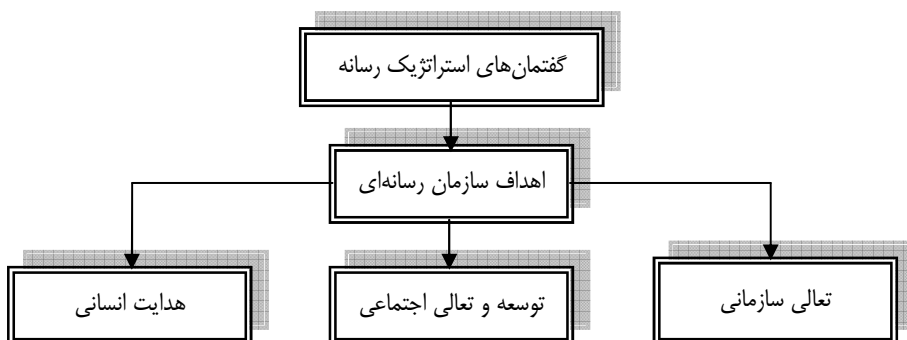 گفتمان‌های استراتژیک رسانه
اهداف سازمان رسانه‌ای
تعالی سازمانی
توسعه و تعالی اجتماعی
هدایت انسانی